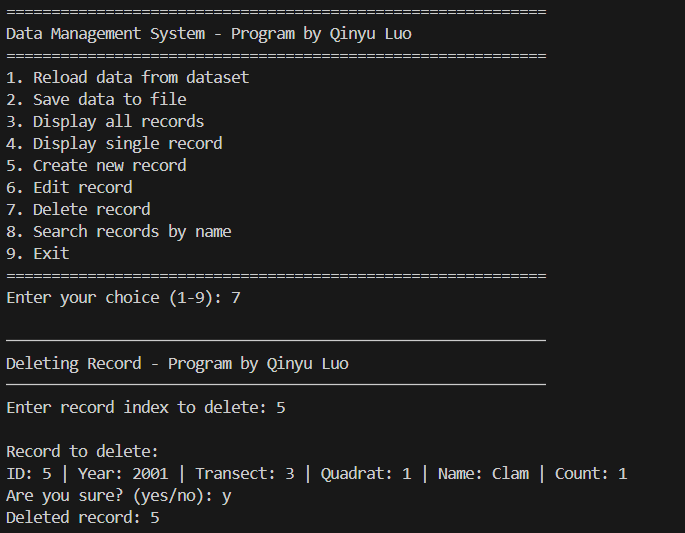 ============================================================
Data Management System - Program by Qinyu Luo
============================================================
1. Reload data from dataset
2. Save data to file
3. Display all records
4. Display single record
5. Create new record
6. Edit record
7. Delete record
8. Search records by name
9. Exit
============================================================
Enter your choice (1-9): 7
────────────────────────────────────────────────────────────
Deleting Record - Program by Qinyu Luo
────────────────────────────────────────────────────────────
Enter record index to delete: 5
Record to delete:
ID: 5 | Year: 2001 | Transect: 3 | Quadrat: 1 | Name: Clam | Count: 1
Are you sure? (yes/no): y
Deleted record: 5